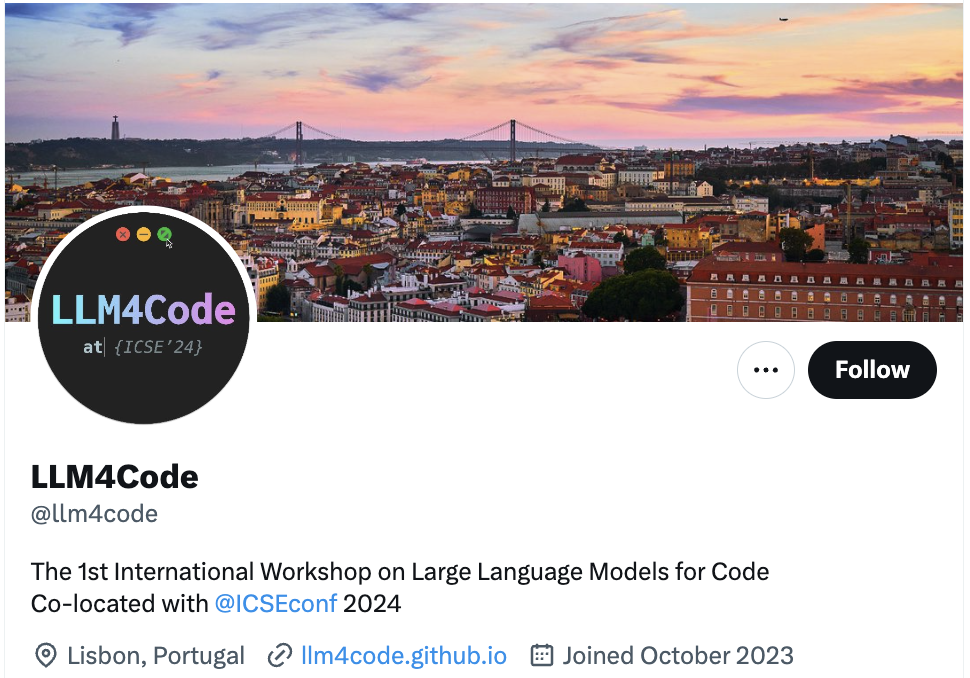 LLM4Code
at| {ICSE'24}
Follow
LLM4Code
@llm4code
The 1st International Workshop on Large Language Models for Code
Co-located with @ICSEconf 2024
Lisbon, Portugal llm4code.github.io Joined October 2023